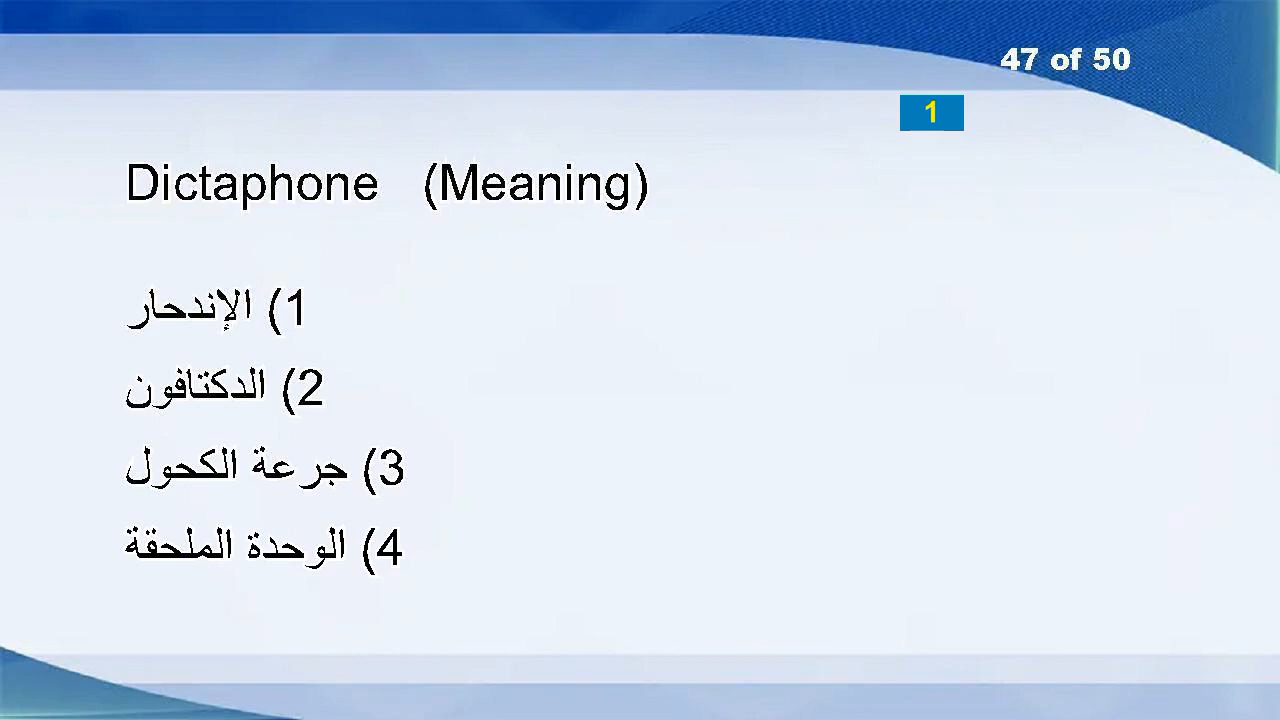 47 of 50
1
Dictaphone (Meaning)
1) الإندحار
2) الدكتافون
3) جرعة الكحول
4) الوحدة الملحقة